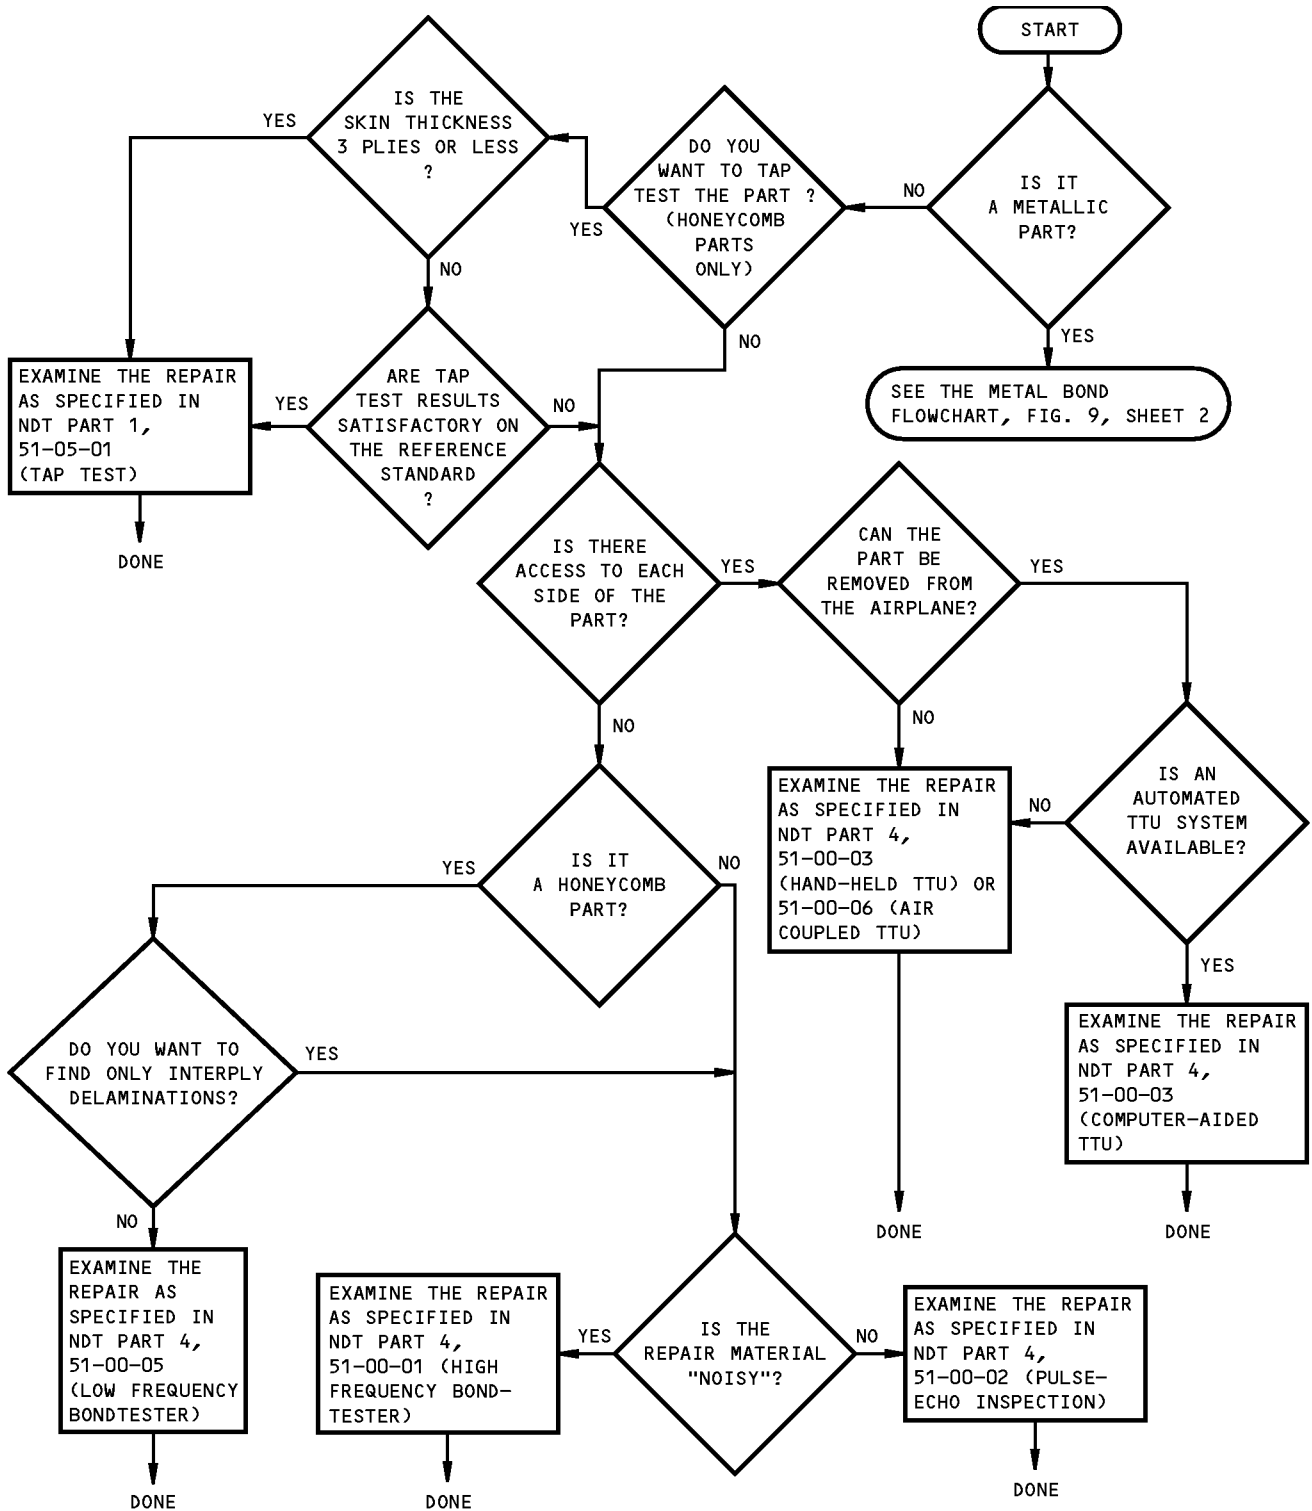 START
IS IT
A METALLIC
PART?
NO
YES
SEE THE METAL BOND
FLOWCHART, FIG. 9, SHEET 2
DO YOU
WANT TO TAP
TEST THE PART ?
(HONEYCOMB
PARTS
ONLY)
YES
NO
IS THE
SKIN THICKNESS
3 PLIES OR LESS
?
YES
NO
ARE TAP
TEST RESULTS
SATISFACTORY ON
THE REFERENCE
STANDARD
?
YES
NO
EXAMINE THE REPAIR
AS SPECIFIED IN
NDT PART 1,
51-05-01
(TAP TEST)
DONE
IS THERE
ACCESS TO EACH
SIDE OF THE
PART?
YES
NO
CAN THE
PART BE
REMOVED FROM
THE AIRPLANE?
YES
NO
IS AN
AUTOMATED
TTU SYSTEM
AVAILABLE?
NO
YES
EXAMINE THE REPAIR
AS SPECIFIED IN
NDT PART 4,
51-00-03
(HAND-HELD TTU) OR
51-00-06 (AIR
COUPLED TTU)
DONE
EXAMINE THE REPAIR
AS SPECIFIED IN
NDT PART 4,
51-00-03
(COMPUTER-AIDED
TTU)
DONE
IS IT
A HONEYCOMB
PART?
YES
NO
DO YOU WANT TO
FIND ONLY INTERPLY
DELAMINATIONS?
YES
NO
EXAMINE THE
REPAIR AS
SPECIFIED IN
NDT PART 4,
51-00-05
(LOW FREQUENCY
BONDTESTER)
DONE
IS THE
REPAIR MATERIAL
"NOISY"?
YES
NO
EXAMINE THE REPAIR
AS SPECIFIED IN
NDT PART 4,
51-00-01 (HIGH
FREQUENCY BOND-
TESTER)
DONE
EXAMINE THE REPAIR
AS SPECIFIED IN
NDT PART 4,
51-00-02 (PULSE-
ECHO INSPECTION)
DONE